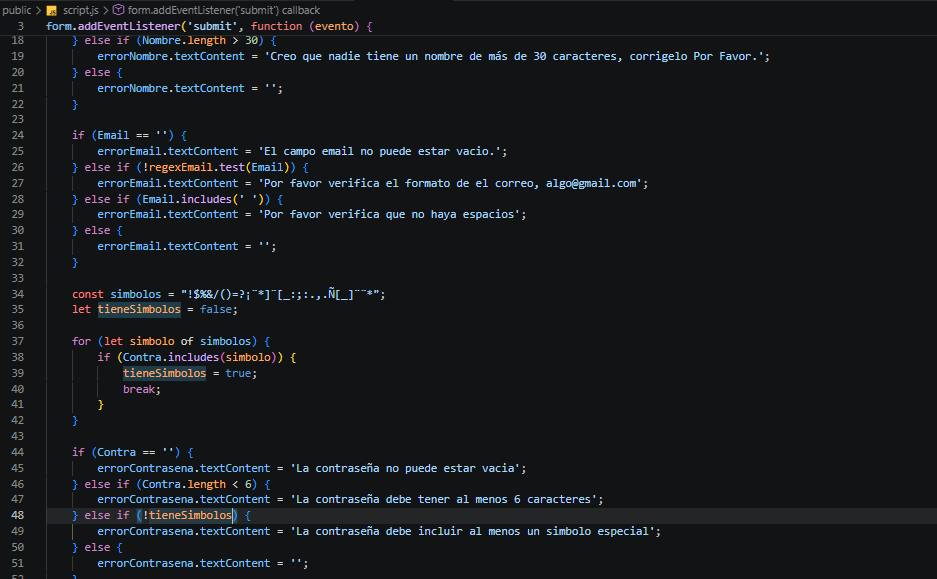 public > script.js > form.addEventListener('submit') callback
3 form.addEventListener('submit', function (evento) {
18 } else if (Nombre.length > 30) {
19 errorNombre.textContent = 'Creo que nadie tiene un nombre de más de 30 caracteres, corrigelo Por Favor.';
20 } else {
21 errorNombre.textContent = '';
22 }
23
24 if (Email == '') {
25 errorEmail.textContent = 'El campo email no puede estar vacio.';
26 } else if (!regexEmail.test(Email)) {
27 errorEmail.textContent = 'Por favor verifica el formato de el correo, algo@gmail.com';
28 } else if (Email.includes(' ')) {
29 errorEmail.textContent = 'Por favor verifica que no haya espacios';
30 } else {
31 errorEmail.textContent = '';
32 }
33
34 const simbolos = "!$%&/()=?¡¨*]¨[_:;:.,.Ñ[_]¨¨*";
35 let tieneSimbolos = false;
36
37 for (let simbolo of simbolos) {
38 if (Contra.includes(simbolo)) {
39 tieneSimbolos = true;
40 break;
41 }
42 }
43
44 if (Contra == '') {
45 errorContrasena.textContent = 'La contraseña no puede estar vacia';
46 } else if (Contra.length < 6) {
47 errorContrasena.textContent = 'La contraseña debe tener al menos 6 caracteres';
48 } else if (!tieneSimbolos) {
49 errorContrasena.textContent = 'La contraseña debe incluir al menos un simbolo especial';
50 } else {
51 errorContrasena.textContent = '';
52 }